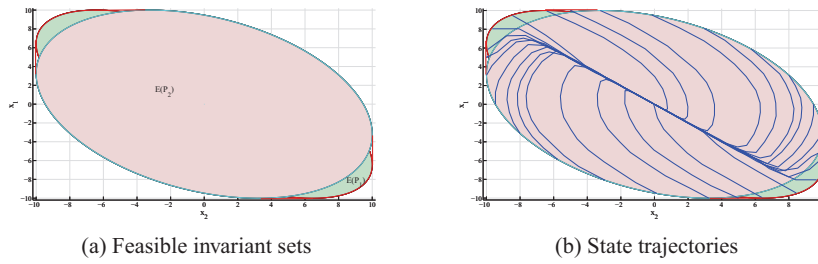 10
8
6
4
2
0
−2
−4
−6
−8
−10
−10 −8 −6 −4 −2 0 2 4 6 8 10
x₁
x₂
E(P₂)
E(P
(a) Feasible invariant sets
10
8
6
4
2
0
−2
−4
−6
−8
−10
−10 −8 −6 −4 −2 0 2 4 6 8
x₁
x₂
(b) State trajectories